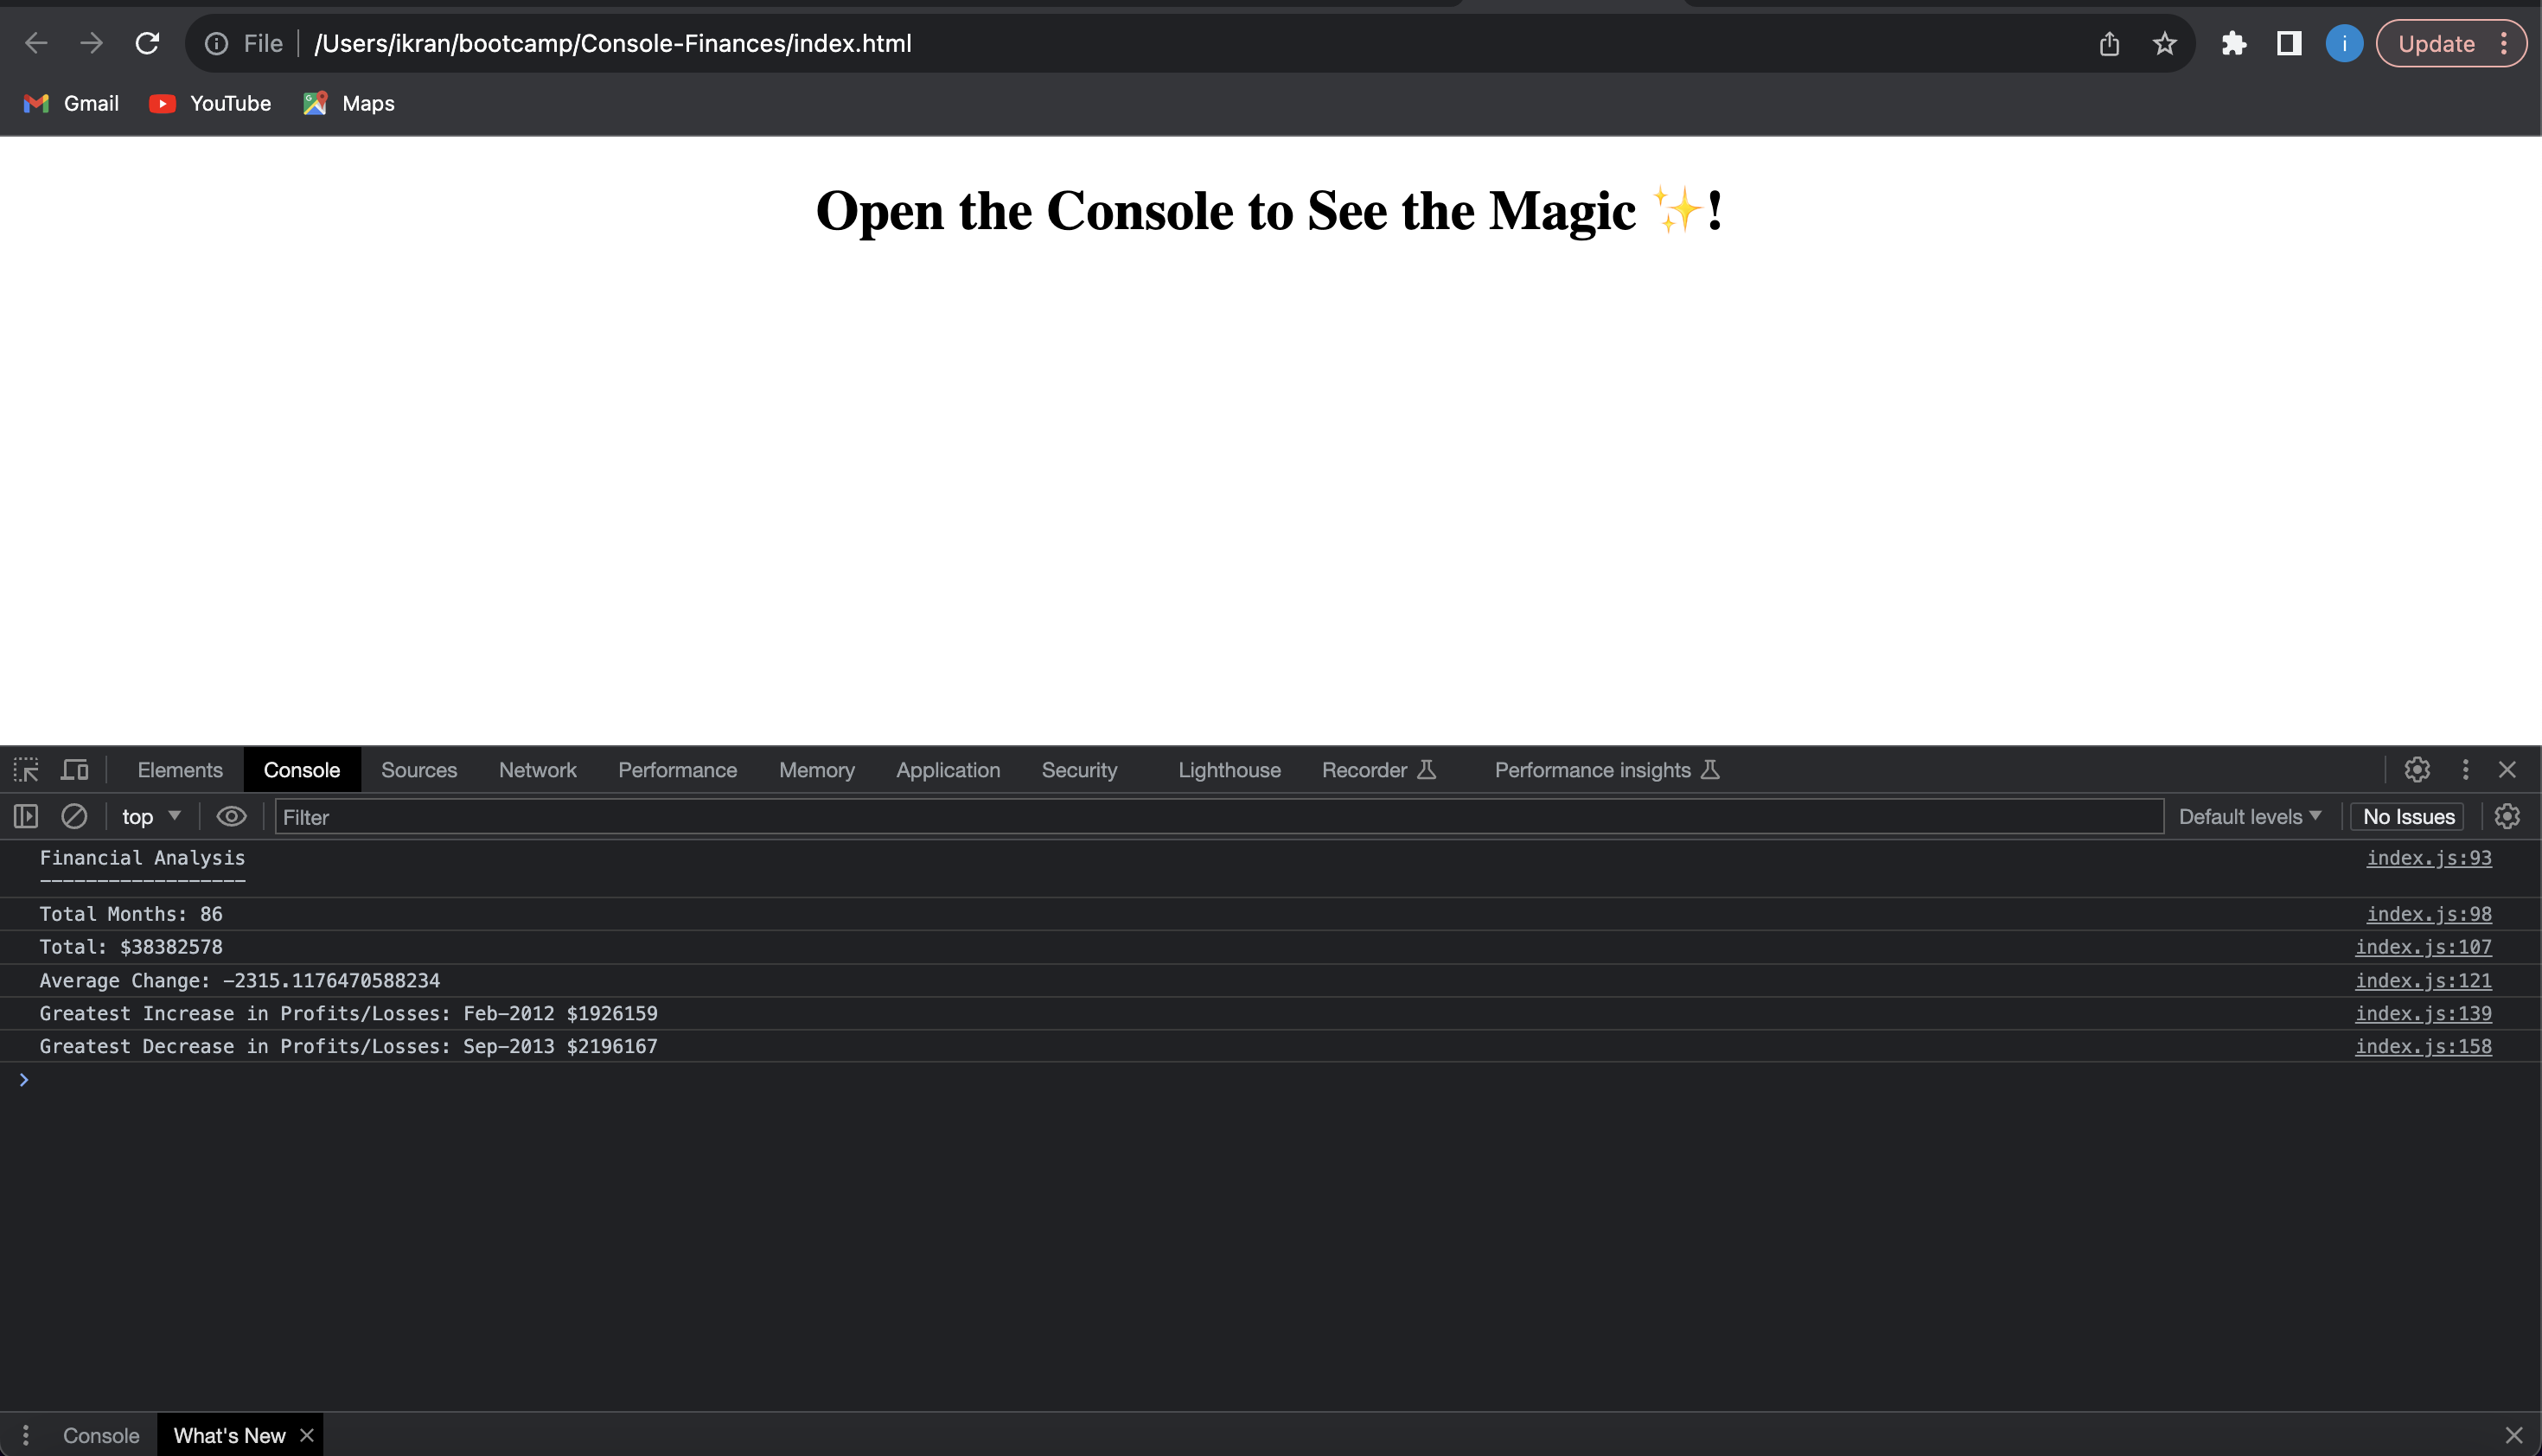 File /Users/ikran/bootcamp/Console-Finances/index.html i Update
Gmail YouTube Maps
Open the Console to See the Magic ✨!
Elements Console Sources Network Performance Memory Application Security Lighthouse Recorder Performance insights
top Filter Default levels No Issues
Financial Analysis index.js:93
------------------
Total Months: 86 index.js:98
Total: $38382578 index.js:107
Average Change: -2315.1176470588234 index.js:121
Greatest Increase in Profits/Losses: Feb-2012 $1926159 index.js:139
Greatest Decrease in Profits/Losses: Sep-2013 $2196167 index.js:158
Console What's New